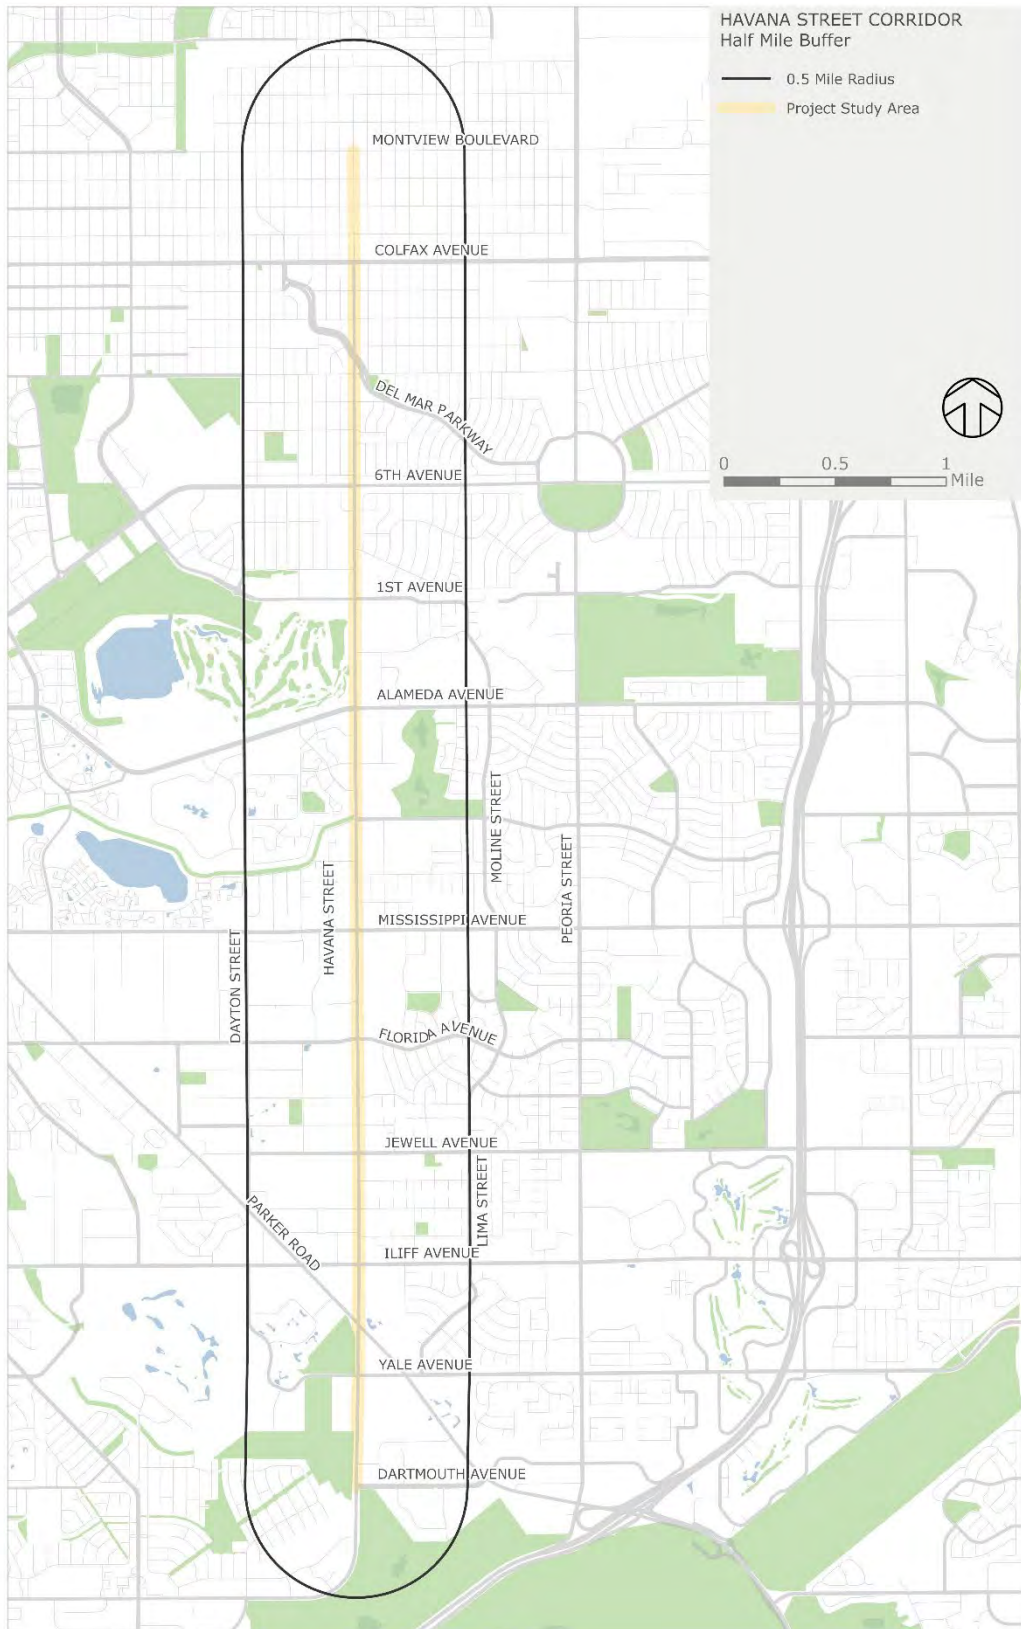 HAVANA STREET CORRIDOR
Half Mile Buffer
0.5 Mile Radius
Project Study Area
MONTVIEW BOULEVARD
COLFAX AVENUE
DEL MAR PARKWAY
0 0.5 1
Mile
6TH AVENUE
1ST AVENUE
ALAMEDA AVENUE
MOLINE STREET
PEORIA STREET
HAVANA STREET
MISSISSIPPI AVENUE
DAYTON STREET
FLORIDA AVENUE
JEWELL AVENUE
LIMA STREET
PARKER ROAD
ILIFF AVENUE
YALE AVENUE
DARTMOUTH AVENUE